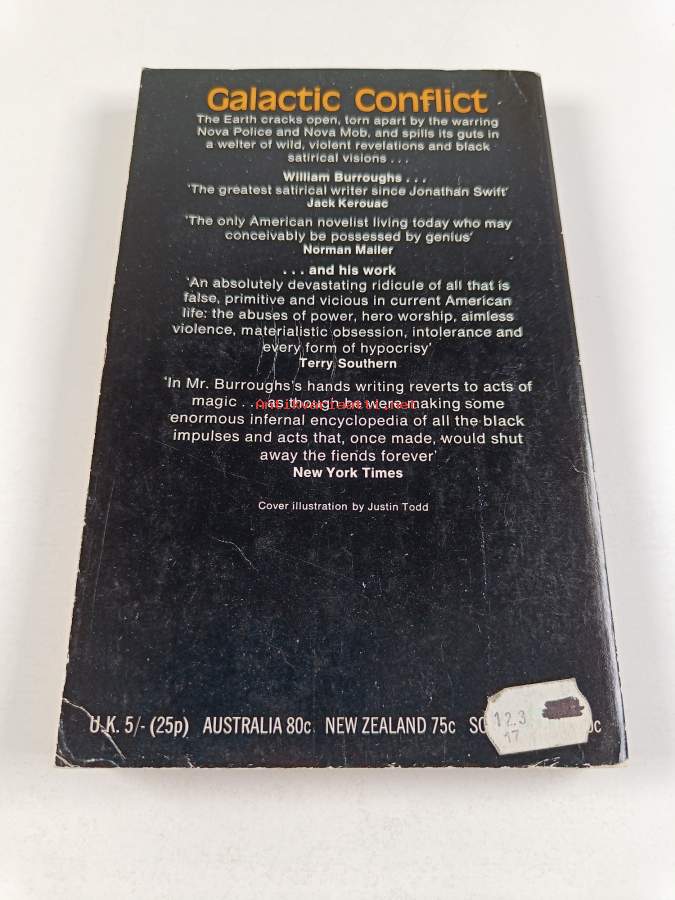 Galactic Conflict
The Earth cracks open, torn apart by the warring
Nova Police and Nova Mob, and spills its guts in
a welter of wild, violent revelations and black
satirical visions . . .
William Burroughs . . .
'The greatest satirical writer since Jonathan Swift'
Jack Kerouac
'The only American novelist living today who may
conceivably be possessed by genius'
Norman Mailer
. . . and his work
'An absolutely devastating ridicule of all that is
false, primitive and vicious in current American
life: the abuses of power, hero worship, aimless
violence, materialistic obsession, intolerance and
every form of hypocrisy'
Terry Southern
'In Mr. Burroughs's hands writing reverts to acts of
magic . . . as though he were making some
enormous infernal encyclopedia of all the black
impulses and acts that, once made, would shut
away the fiends forever'
New York Times
Antikvariaatti.net
Cover illustration by Justin Todd
U.K. 5/- (25p) AUSTRALIA 80c NEW ZEALAND 75c
12.3
17